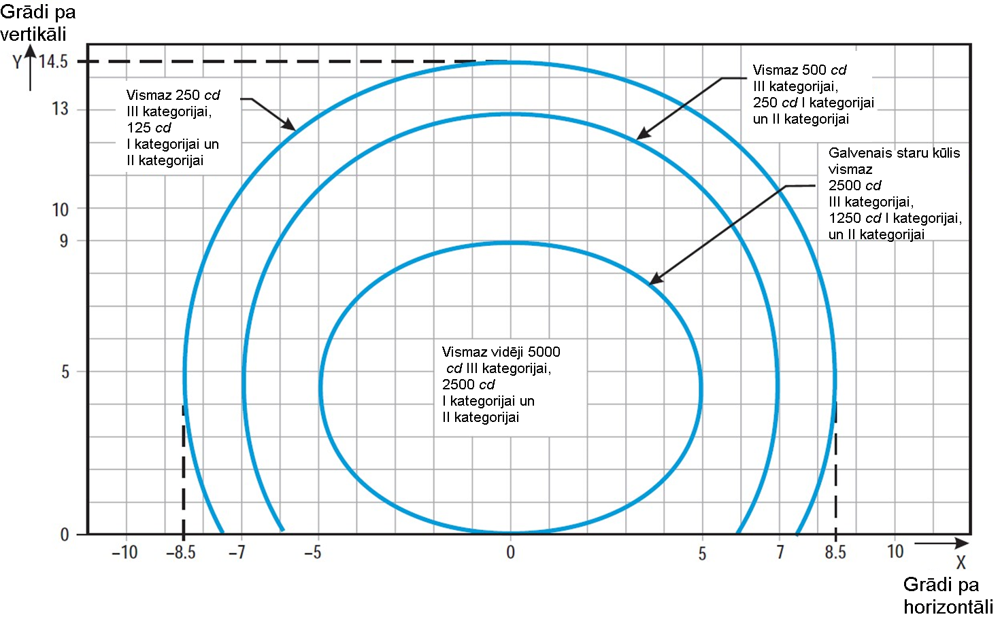 Grādi pa
vertikāli
Y
14.5
13
10
9
5
0
Vismaz 250 cd
III kategorijai,
125 cd
I kategorijai un
II kategorijai
Vismaz 500 cd
III kategorijai,
250 cd I kategorijai
un II kategorijai
Galvenais staru kūlis
vismaz
2500 cd
III kategorijai,
1250 cd I kategorijai,
un II kategorijai
Vismaz vidēji 5000
cd III kategorijai,
2500 cd
I kategorijai un
II kategorijai
–10 –8.5 –7 –5 0 5 7 8.5 10
X
Grādi pa
horizontāli